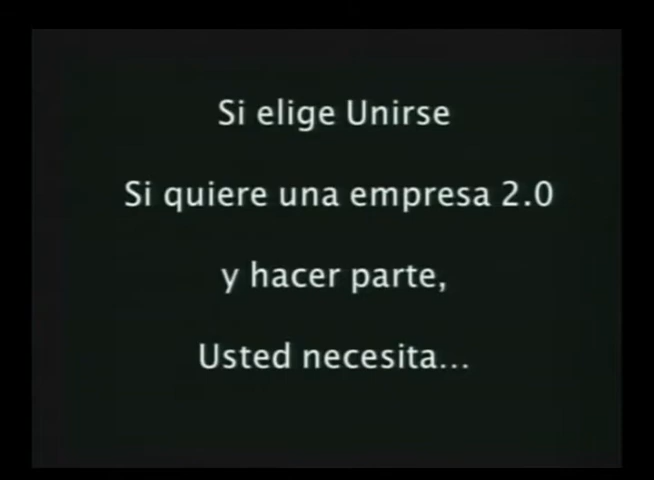 Si elige Unirse
Si quiere una empresa 2.0
y hacer parte,
Usted necesita...